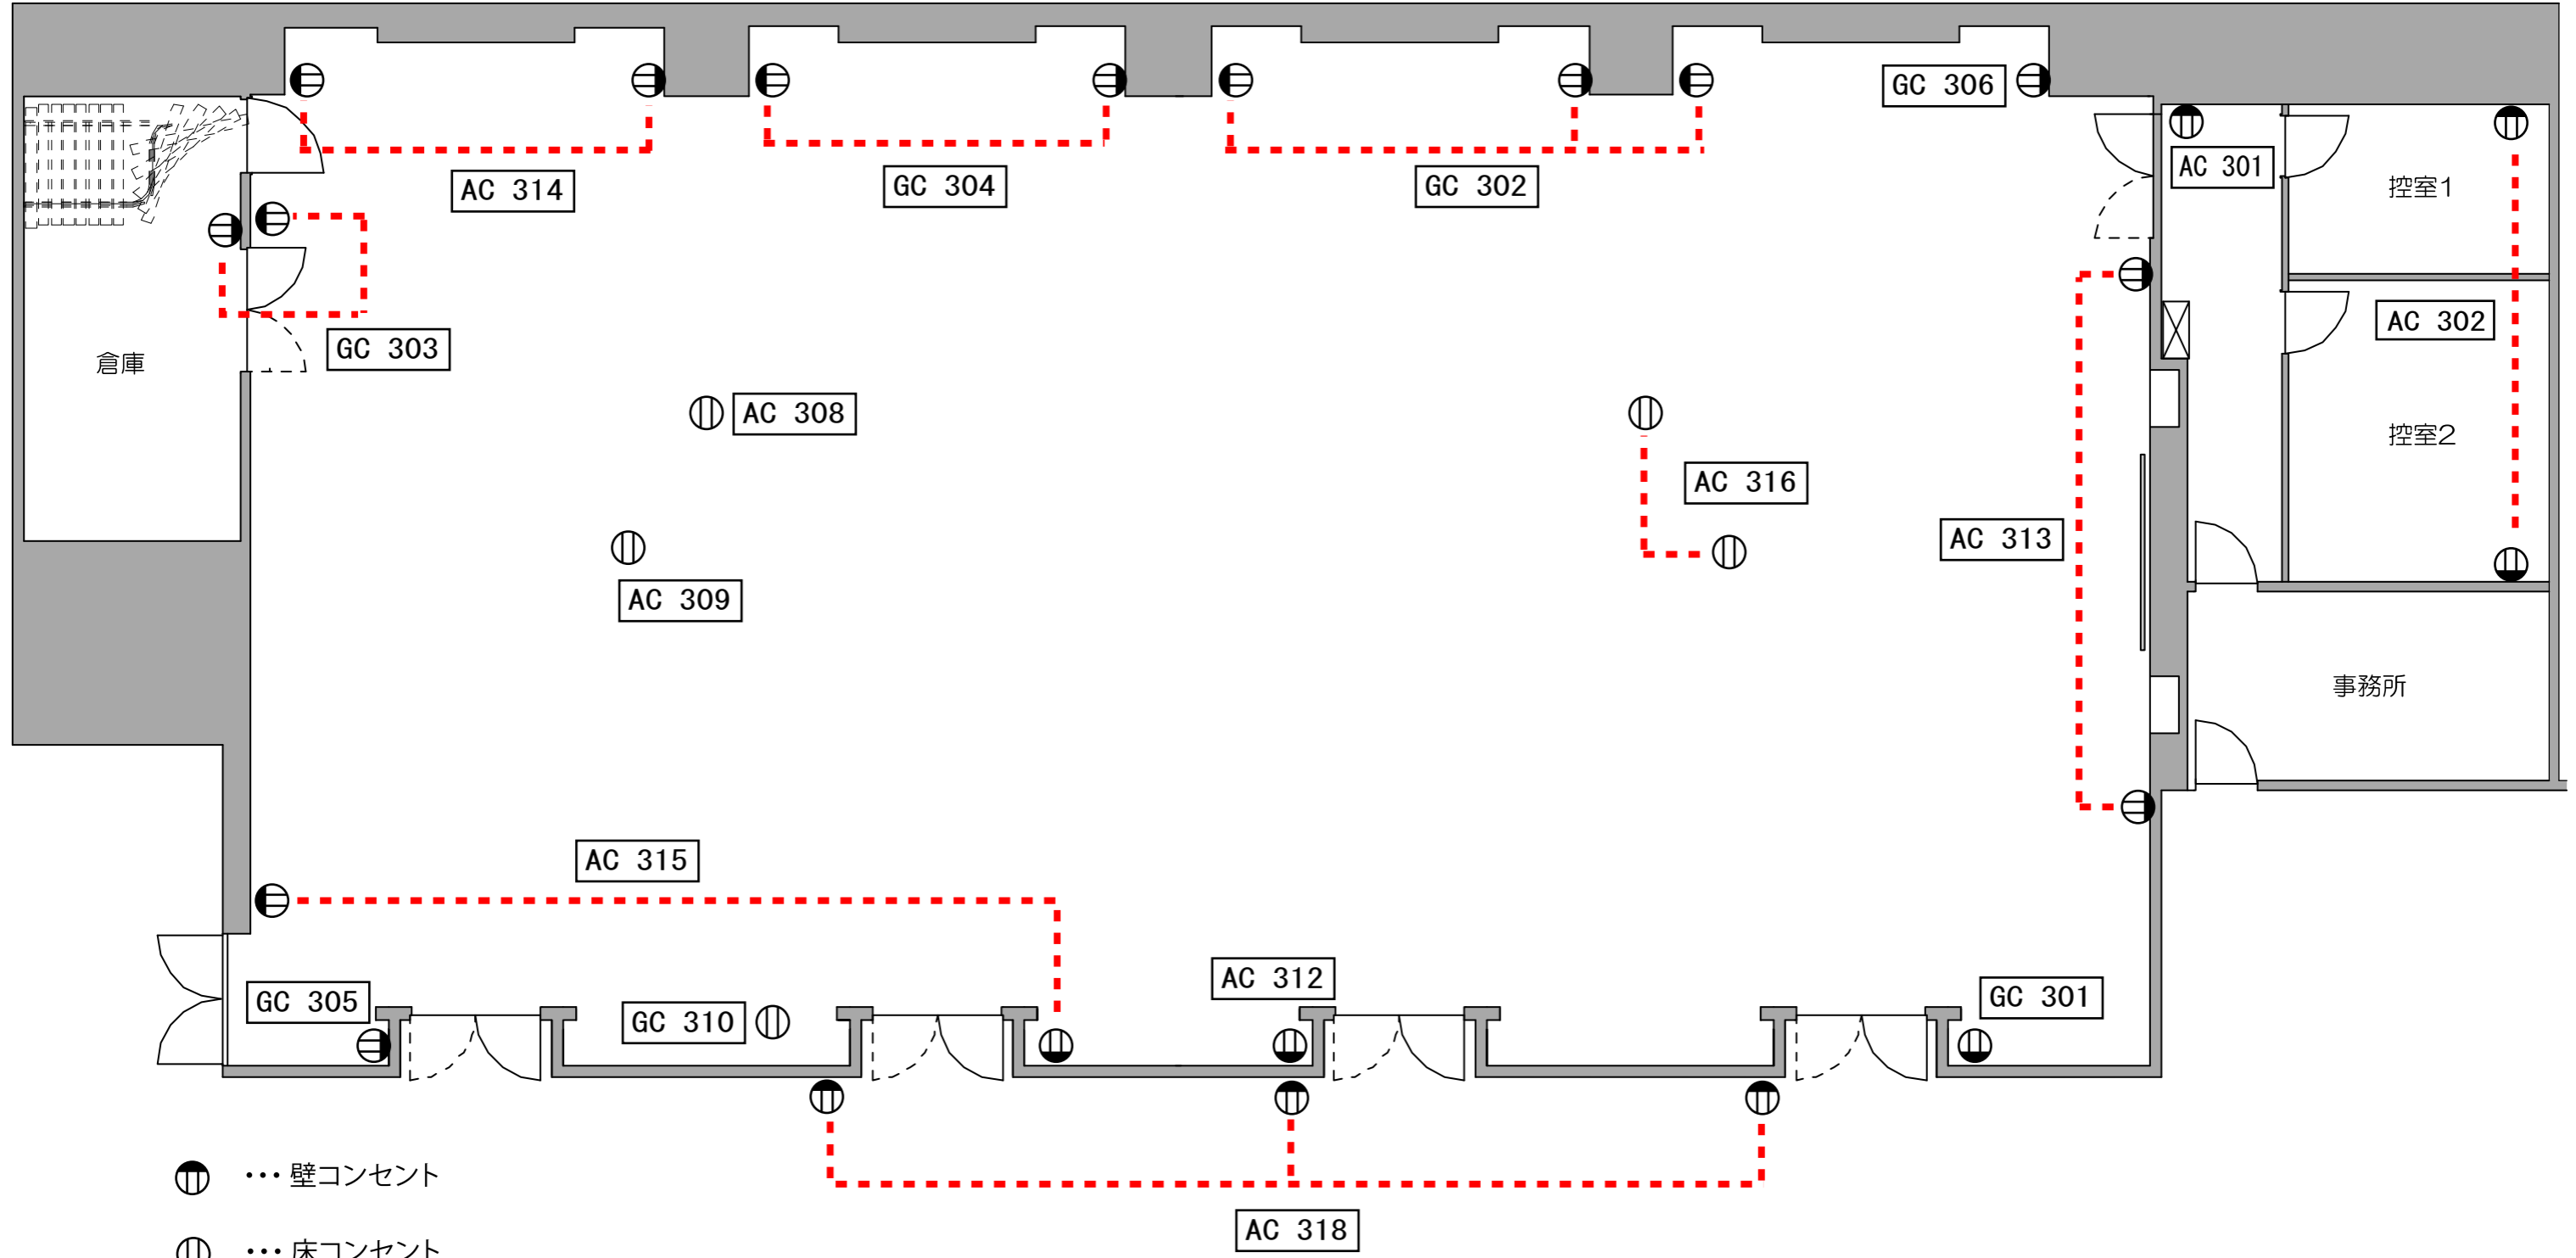 GC 306
AC 301
AC 314
GC 304
GC 302
控室1
GC 303
AC 302
倉庫
AC 308
控室2
AC 316
AC 313
AC 309
事務所
AC 315
AC 312
GC 305
GC 310
GC 301
･･･壁コンセント
AC 318
･･･床コンセント